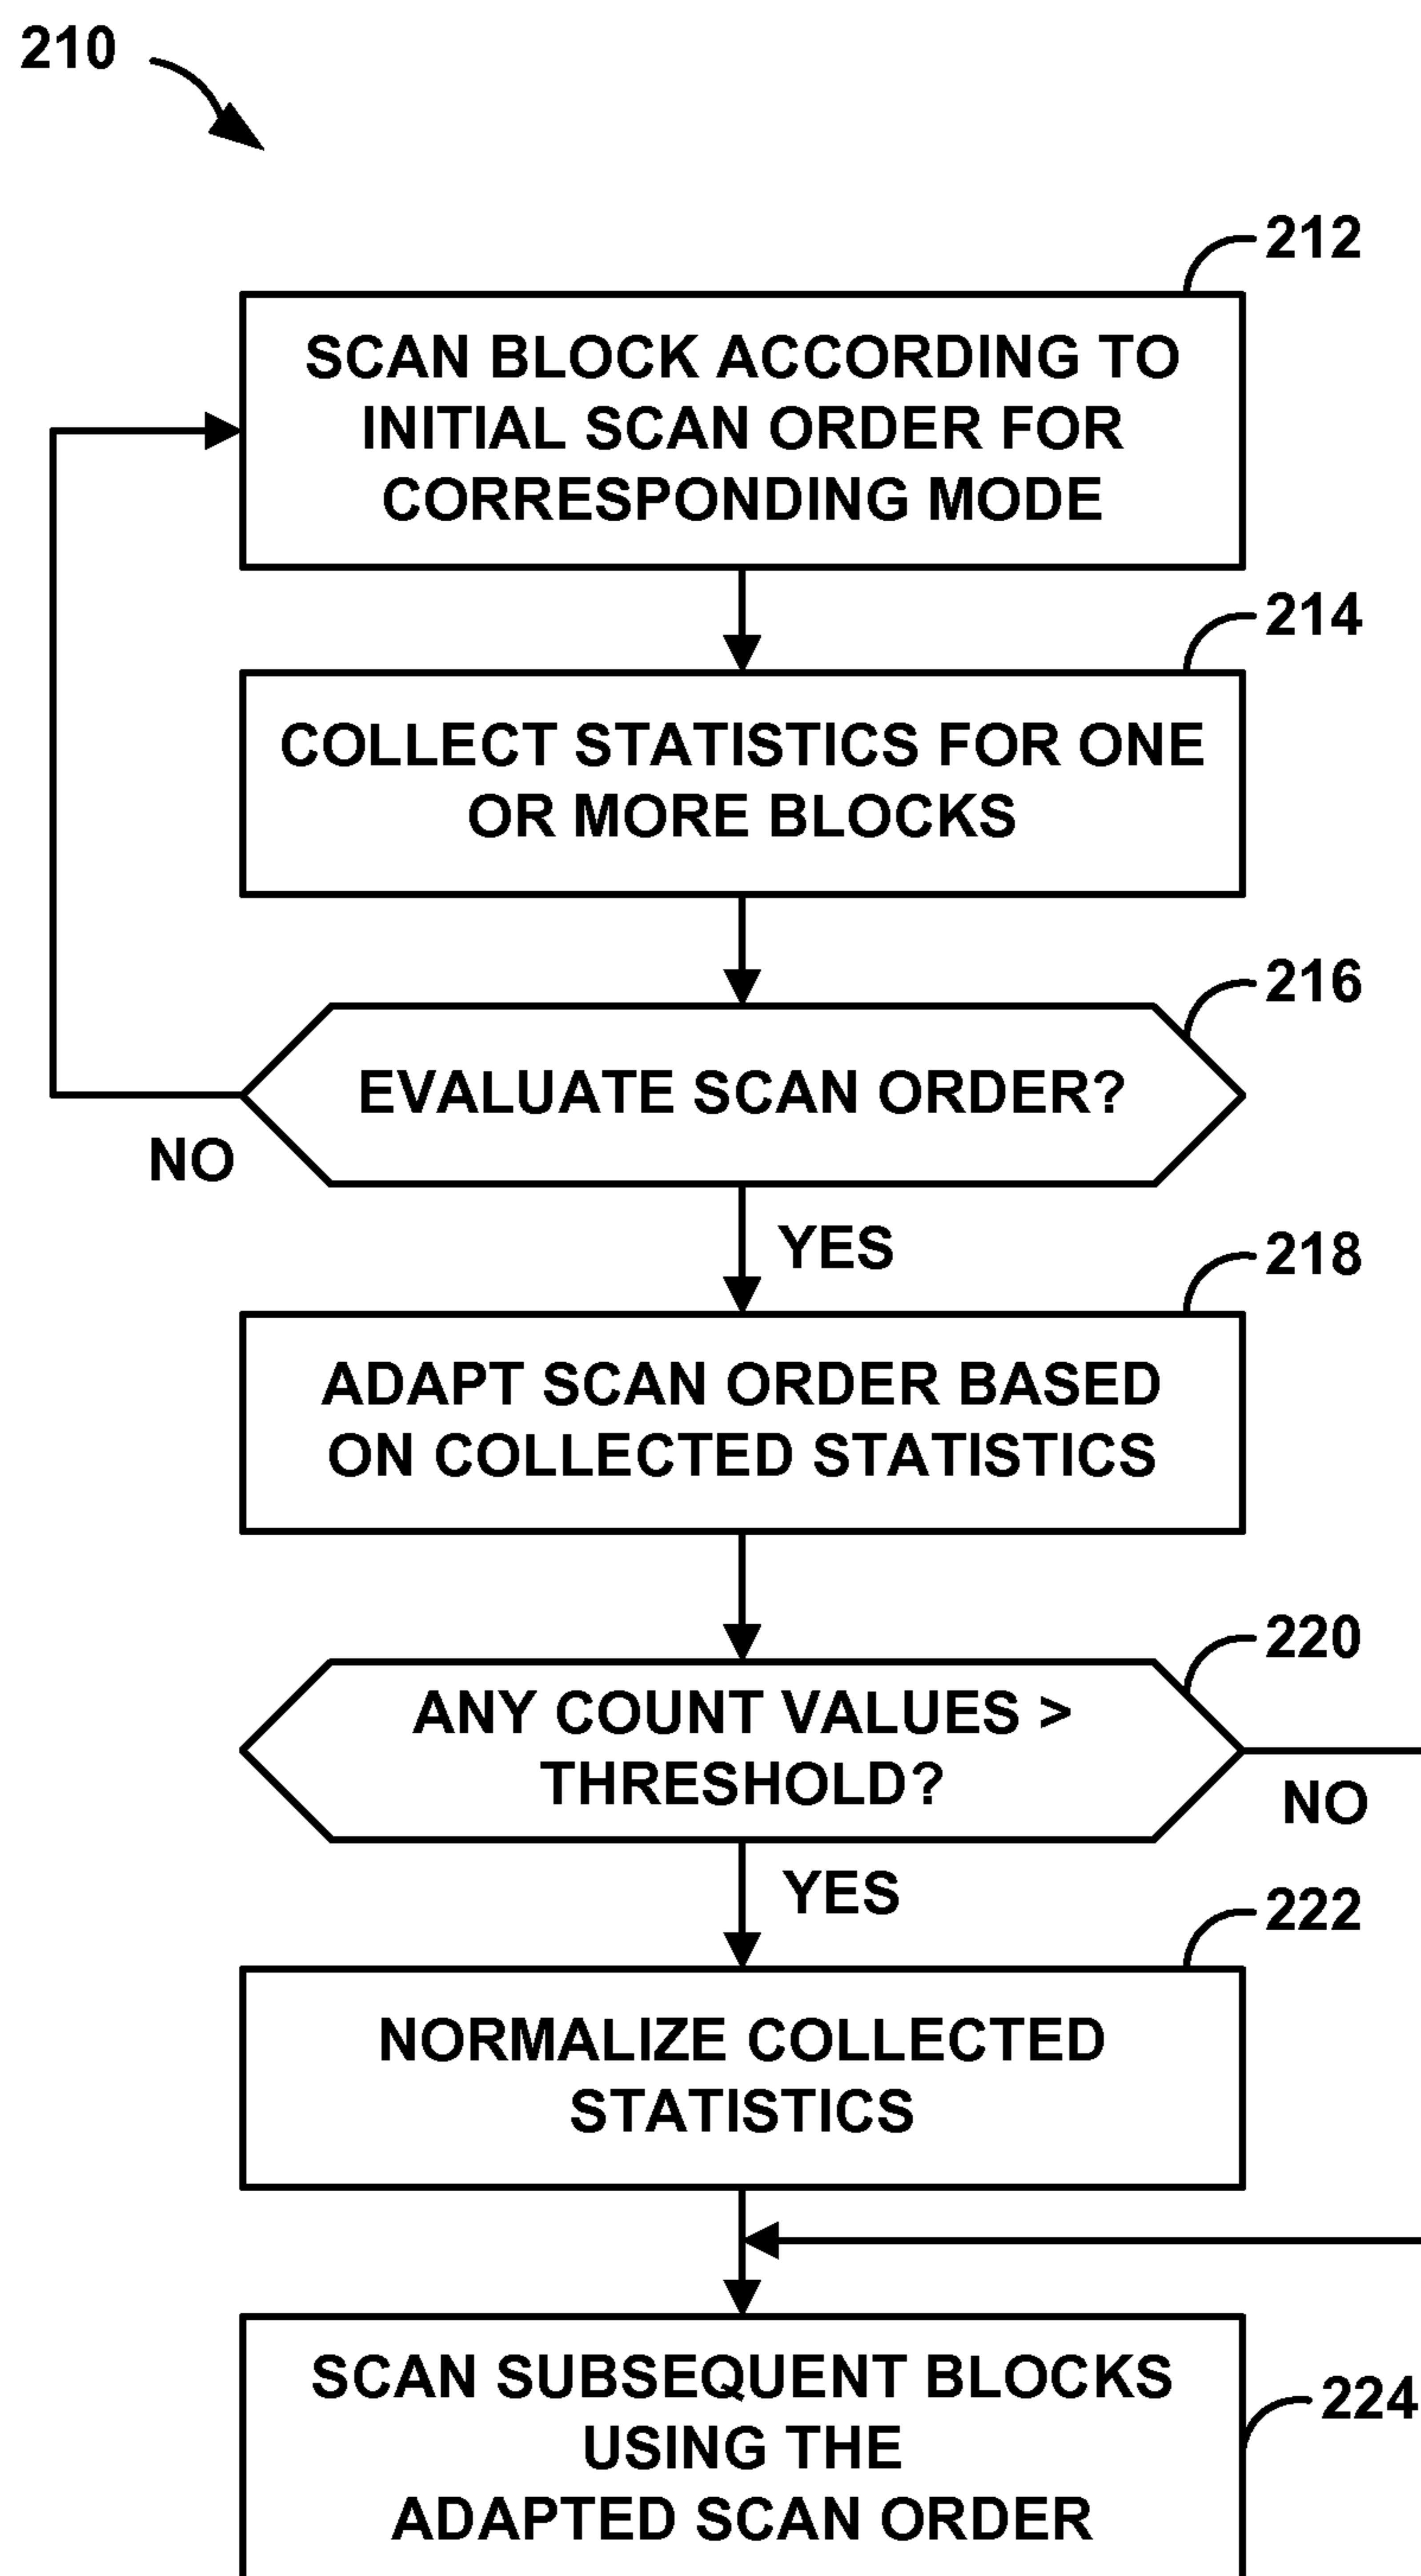 210
212
SCAN BLOCK ACCORDING TO
INITIAL SCAN ORDER FOR
CORRESPONDING MODE
214
COLLECT STATISTICS FOR ONE
OR MORE BLOCKS
216
EVALUATE SCAN ORDER?
NO
YES
218
ADAPT SCAN ORDER BASED
ON COLLECTED STATISTICS
220
ANY COUNT VALUES >
THRESHOLD?
NO
YES
222
NORMALIZE COLLECTED
STATISTICS
224
SCAN SUBSEQUENT BLOCKS
USING THE
ADAPTED SCAN ORDER